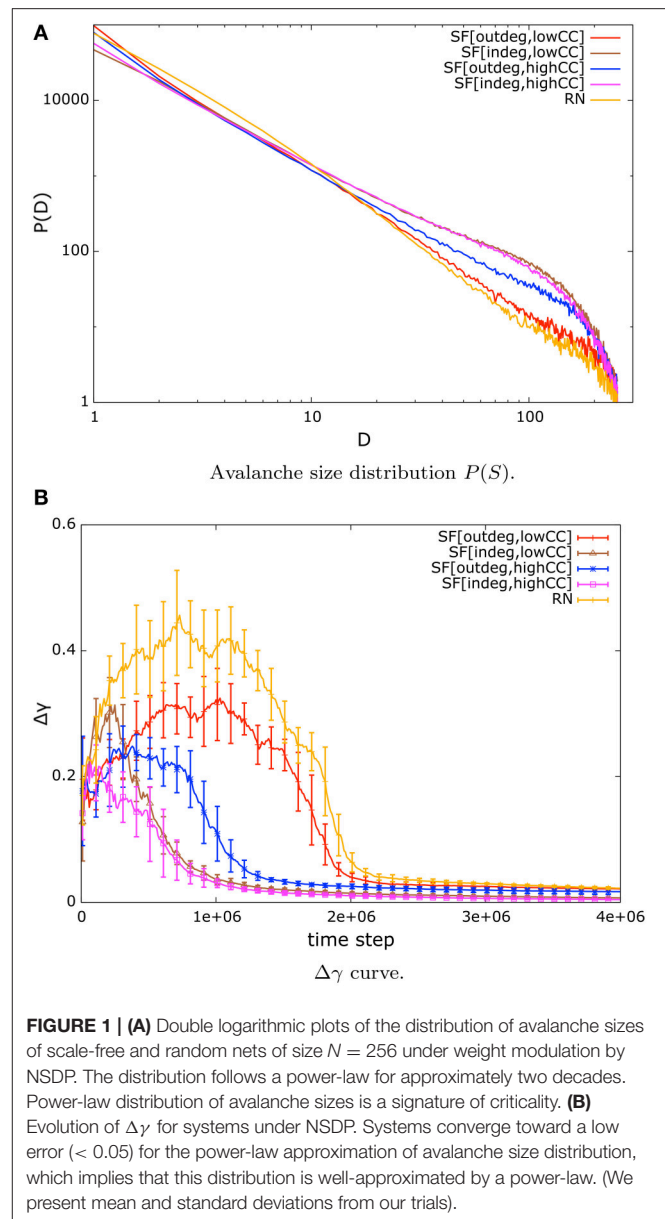 A
SF[outdeg,lowCC]
SF[indeg,lowCC]
SF[outdeg,highCC]
SF[indeg,highCC]
RN
10000
100
1
P(D)
1
10
100
D
Avalanche size distribution P(S).
B
0.6
SF[outdeg,lowCC]
SF[indeg,lowCC]
SF[outdeg,highCC]
SF[indeg,highCC]
RN
0.4
Δγ
0.2
0
0
1e+06
2e+06
3e+06
4e+06
time step
Δγ curve.
FIGURE 1 | (A) Double logarithmic plots of the distribution of avalanche sizes
of scale-free and random nets of size N = 256 under weight modulation by
NSDP. The distribution follows a power-law for approximately two decades.
Power-law distribution of avalanche sizes is a signature of criticality. (B)
Evolution of Δγ for systems under NSDP. Systems converge toward a low
error (< 0.05) for the power-law approximation of avalanche size distribution,
which implies that this distribution is well-approximated by a power-law. (We
present mean and standard deviations from our trials).